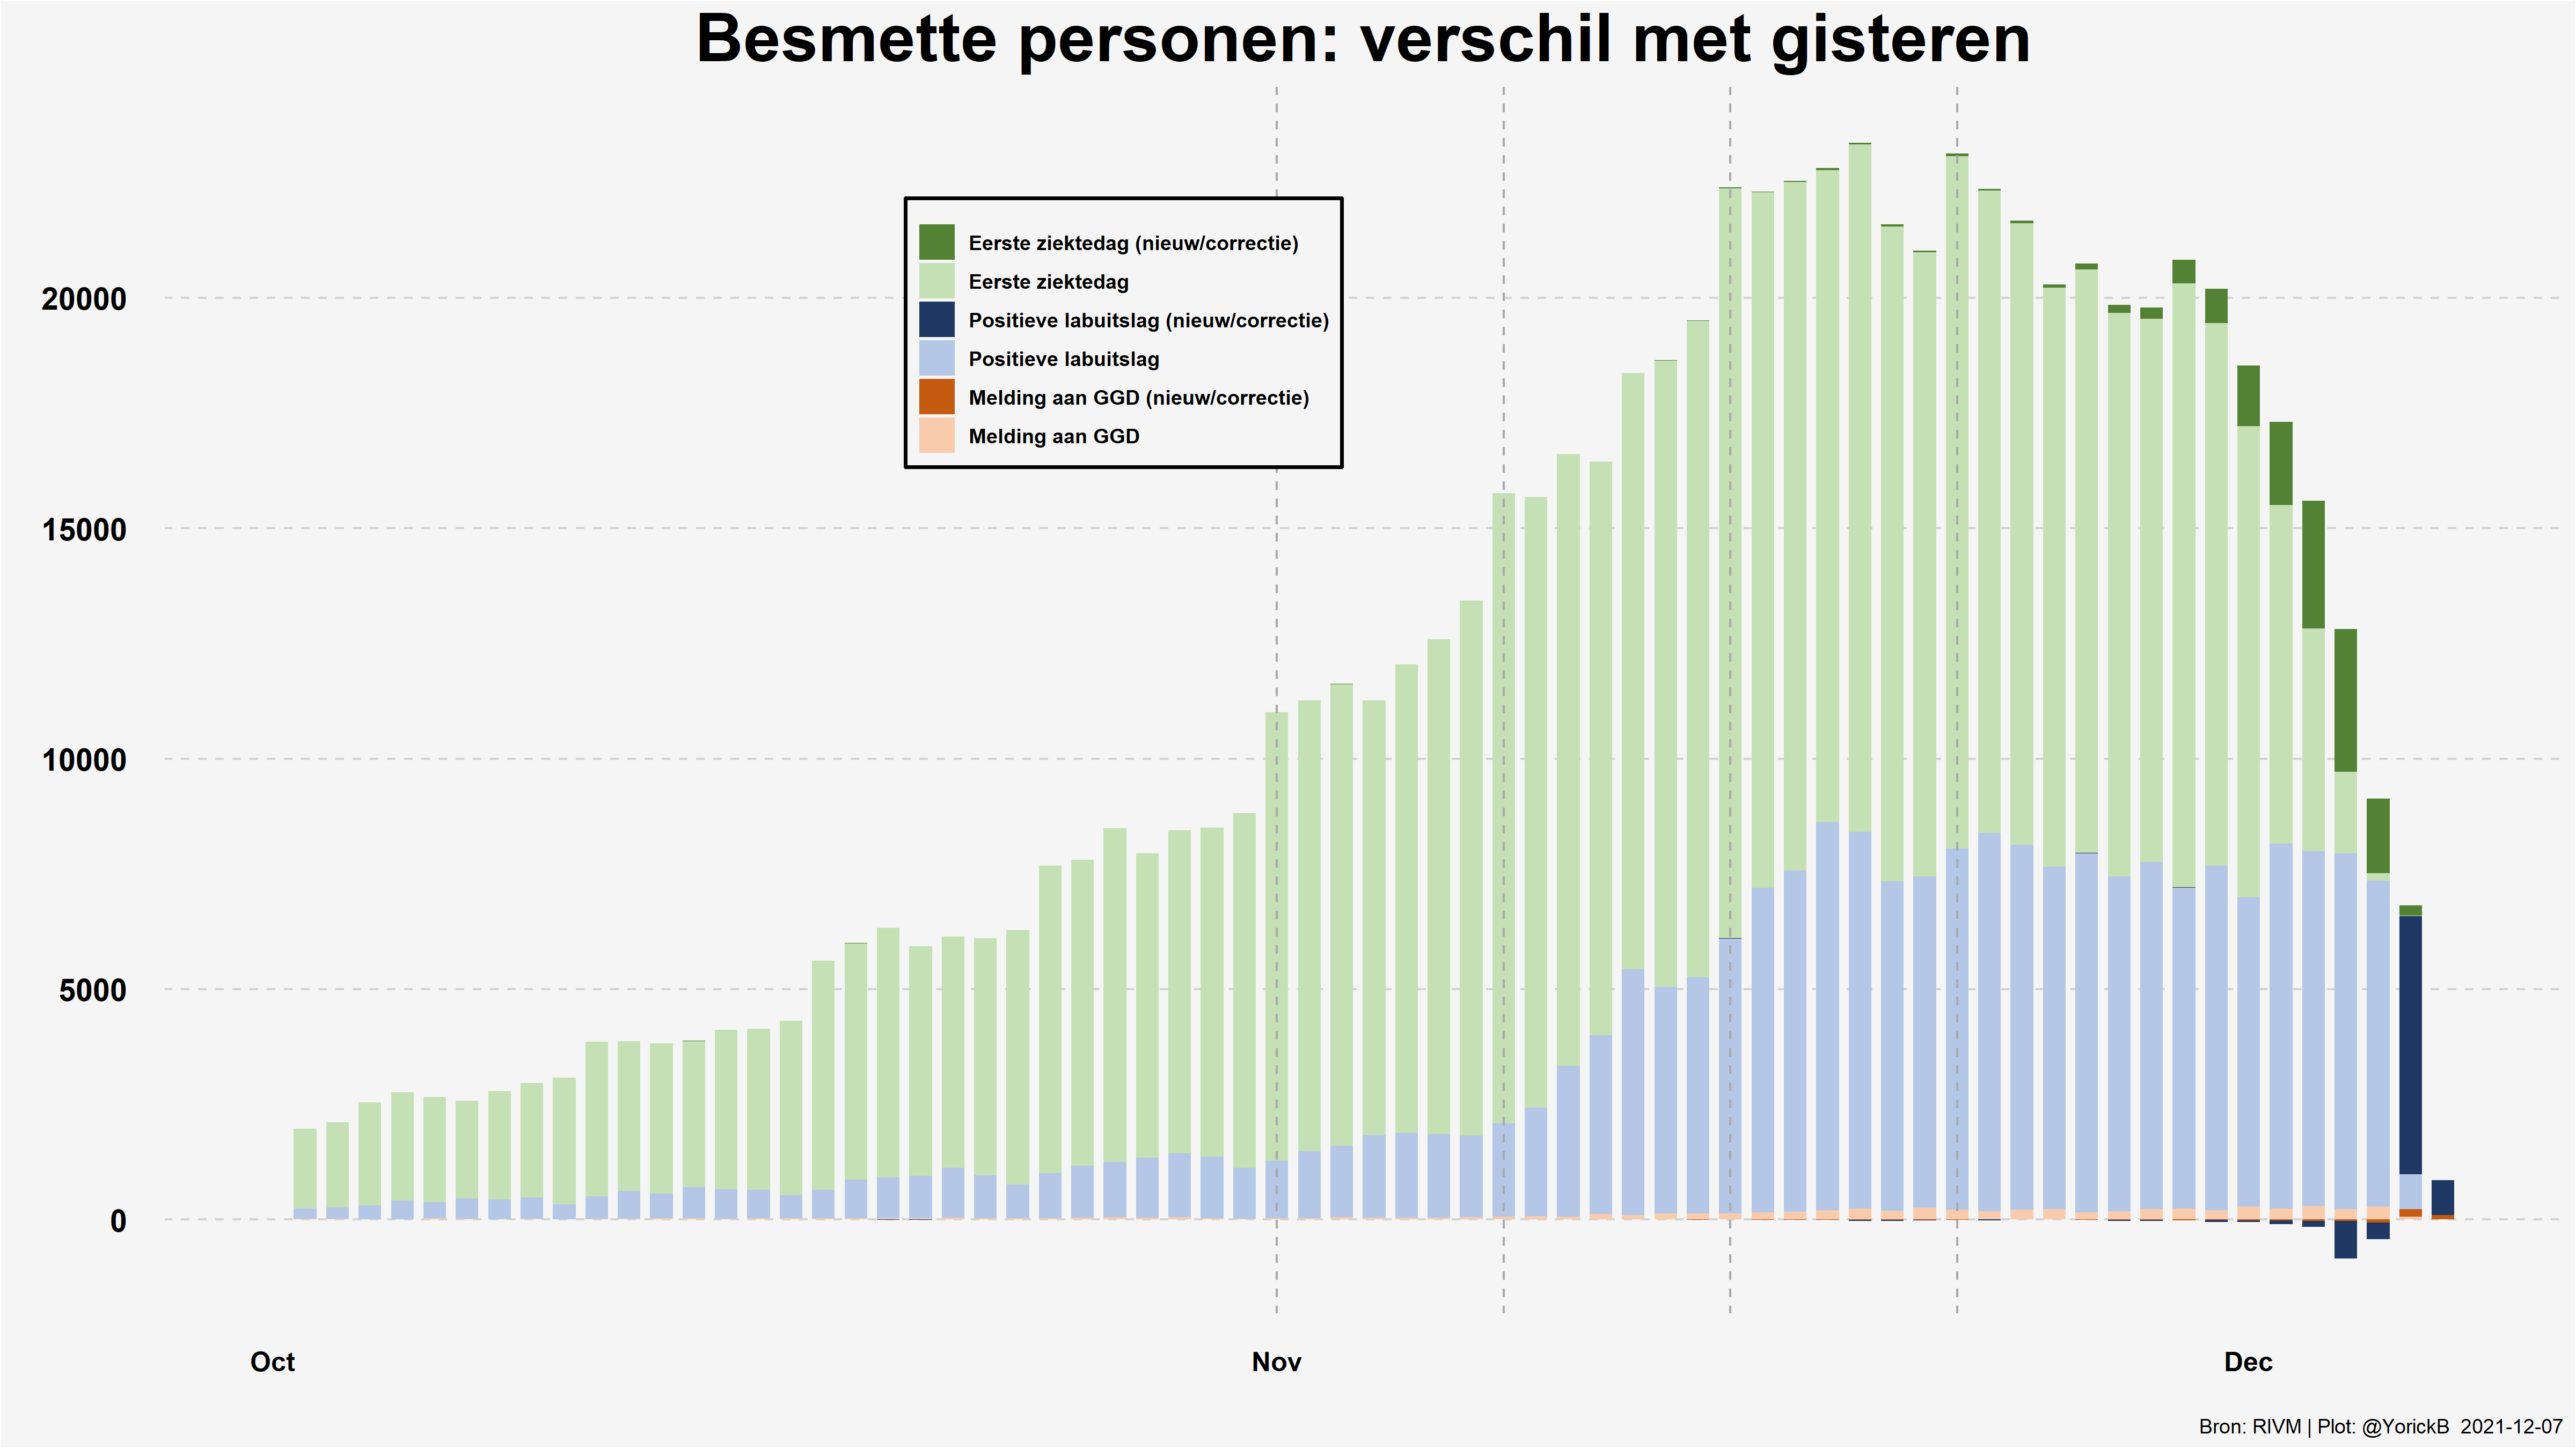 Besmette personen: verschil met gisteren
Eerste ziektedag (nieuw/correctie)
Eerste ziektedag
Positieve labuitslag (nieuw/correctie)
Positieve labuitslag
Melding aan GGD (nieuw/correctie)
Melding aan GGD
20000
15000
10000
5000
0
Oct Nov Dec
Bron: RIVM | Plot: @YorickB 2021-12-07